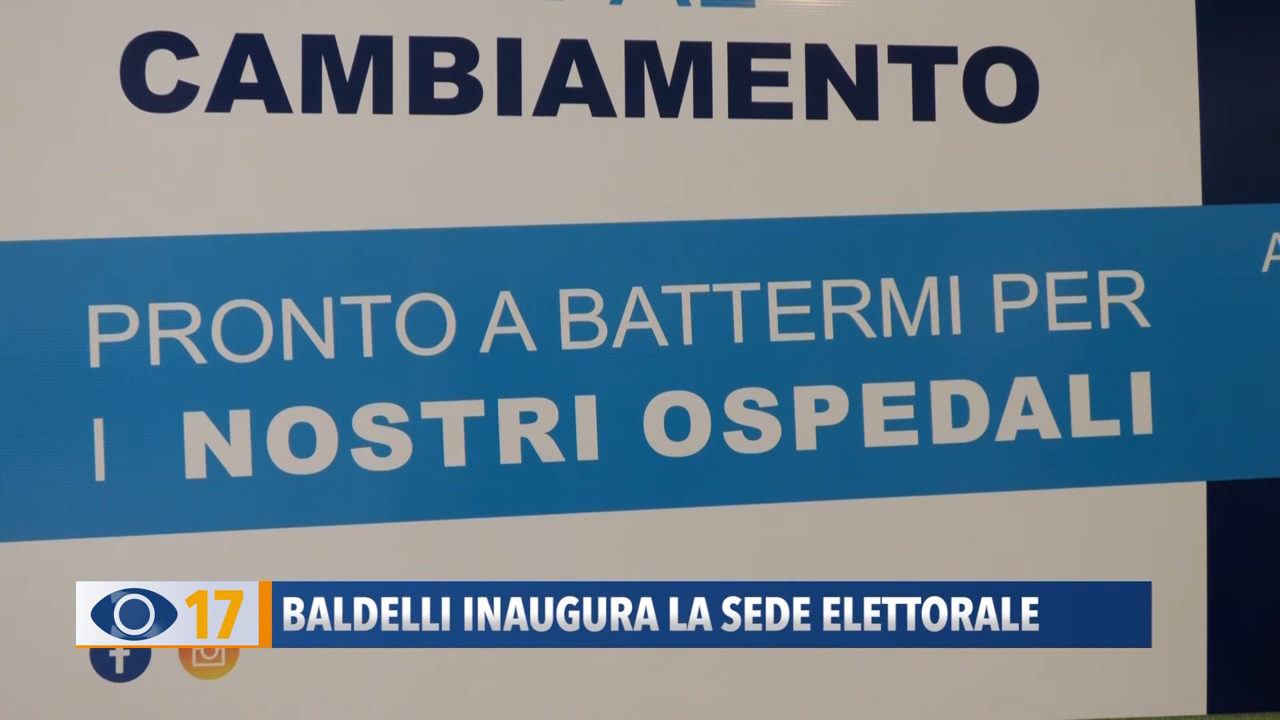 CAMBIAMENTO
PRONTO A BATTERMI PER
I NOSTRI OSPEDALI
17 BALDELLI INAUGURA LA SEDE ELETTORALE